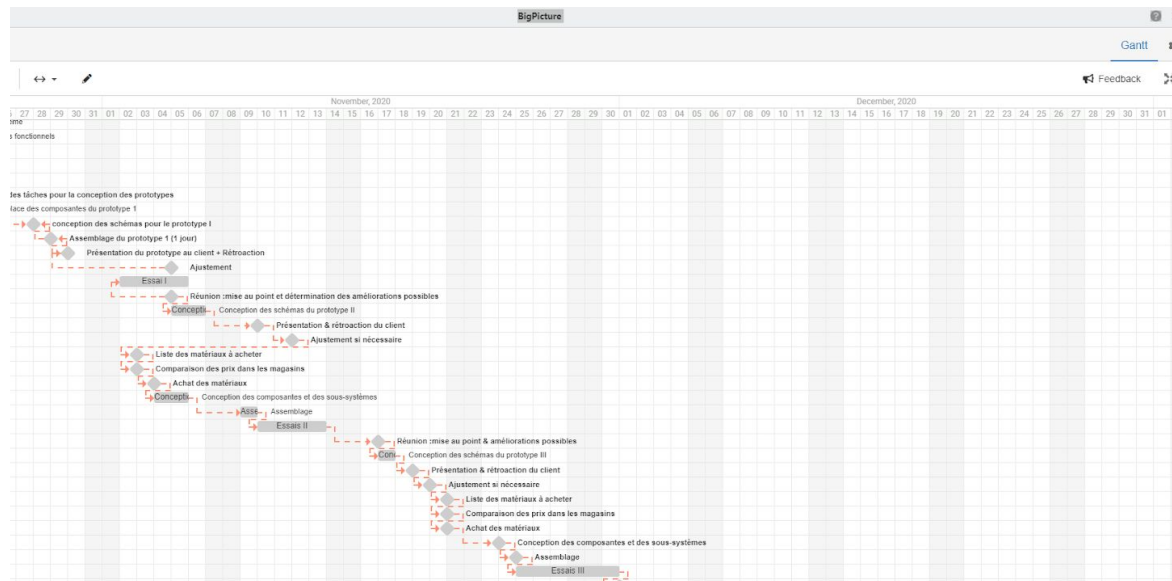 BigPicture
Gantt
Feedback
November, 2020 December, 2020
27 28 29 30 31 01 02 03 04 05 06 07 08 09 10 11 12 13 14 15 16 17 18 19 20 21 22 23 24 25 26 27 28 29 30 01 02 03 04 05 06 07 08 09 10 11 12 13 14 15 16 17 18 19 20 21 22 23 24 25 26 27 28 29 30 31 01
s fonctionnels
des tâches pour la conception des prototypes
lace des composantes du prototype 1
conception des schémas pour le prototype I
Assemblage du prototype 1 (1 jour)
Présentation du prototype au client + Rétroaction
Ajustement
Essai I
Réunion :mise au point et détermination des améliorations possibles
Concepti Conception des schémas du prototype II
Présentation & rétroaction du client
Ajustement si nécessaire
Liste des matériaux à acheter
Comparaison des prix dans les magasins
Achat des matériaux
Concepti Conception des composantes et des sous-systèmes
Asse Assemblage
Essais II
Réunion :mise au point & améliorations possibles
Conc Conception des schémas du prototype III
Présentation & rétroaction du client
Ajustement si nécessaire
Liste des matériaux à acheter
Comparaison des prix dans les magasins
Achat des matériaux
Conception des composantes et des sous-systèmes
Assemblage
Essais III